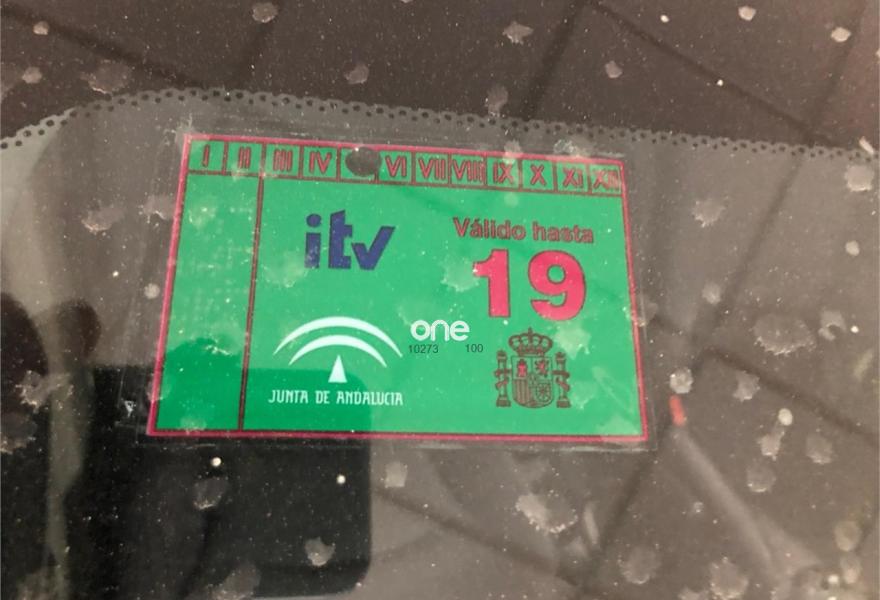 I II III IV VI VII VIII IX X XI XII
itv
Válido hasta
19
one
10273 100
JUNTA DE ANDALUCIA